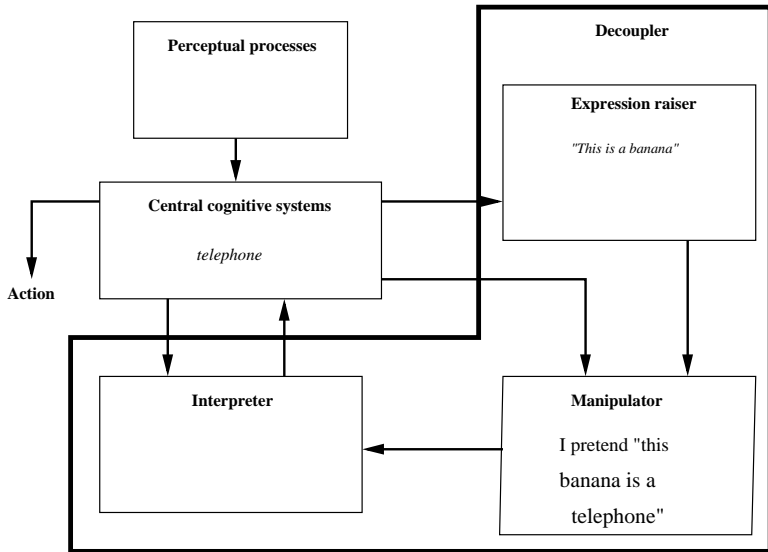 Decoupler
Perceptual processes
Expression raiser
"This is a banana"
Central cognitive systems
telephone
Action
Interpreter
Manipulator
I pretend "this
banana is a
telephone"